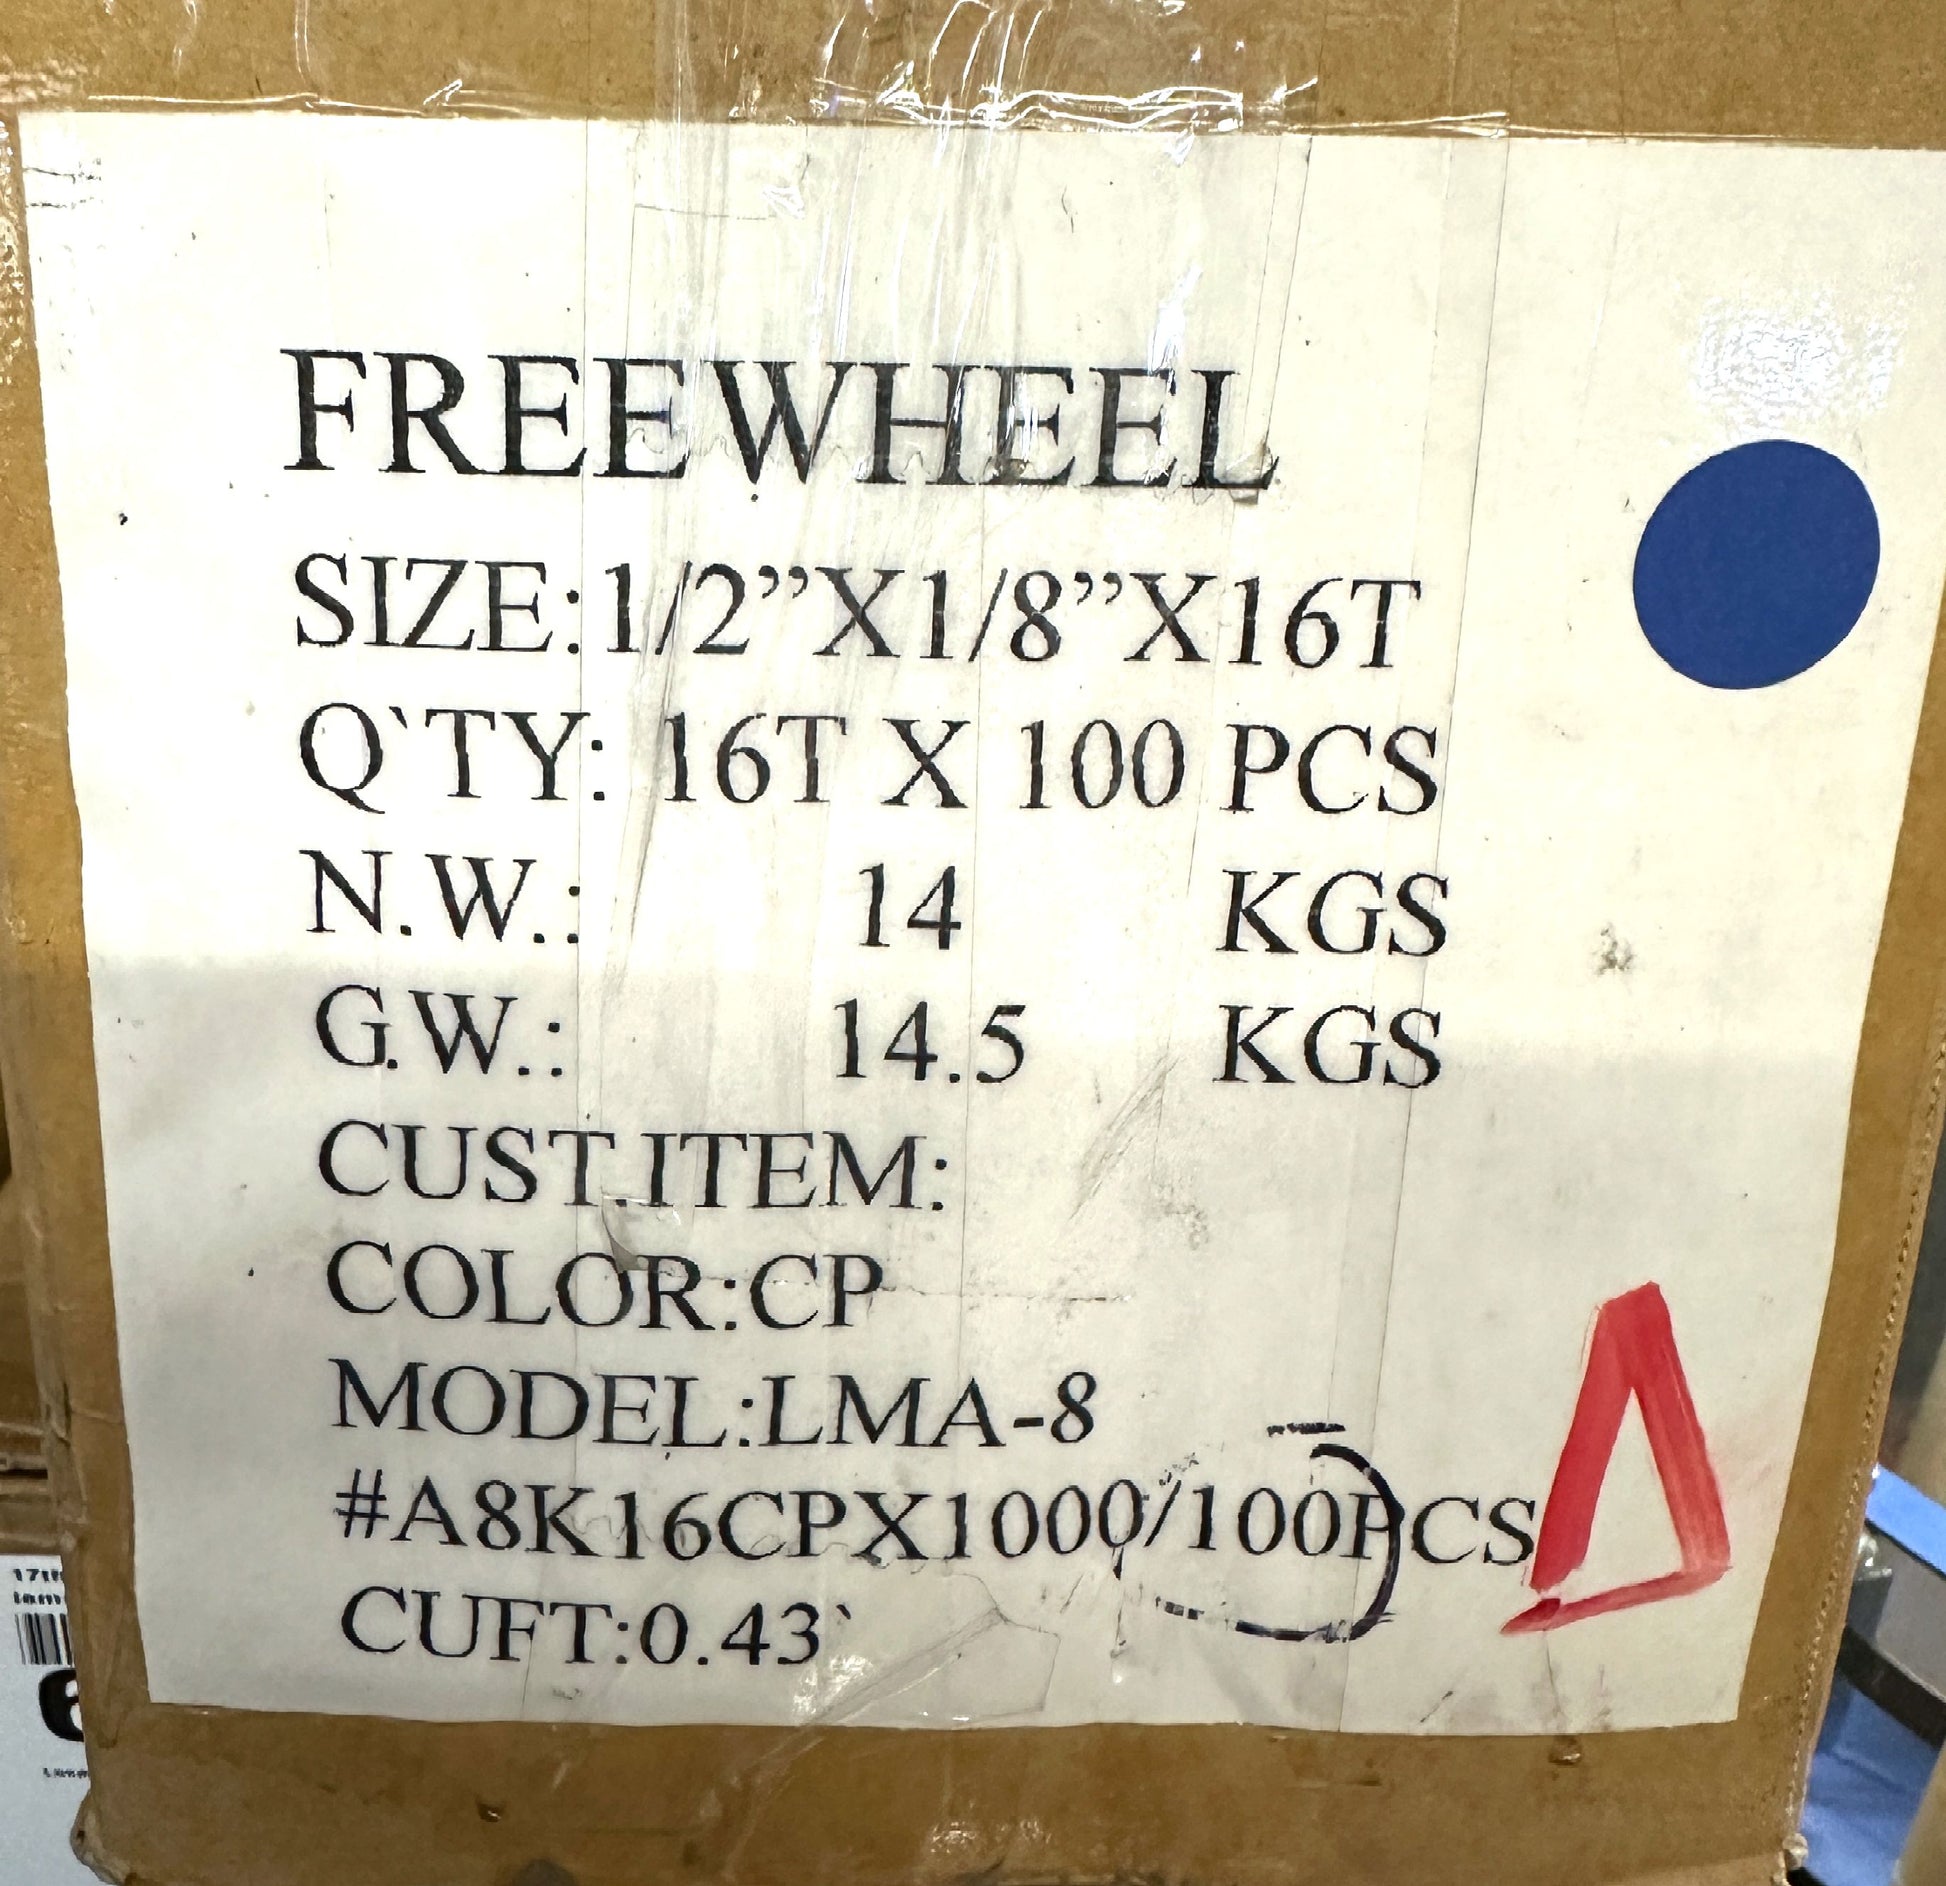 FREEWHEEL
SIZE:1/2”X1/8”X16T
Q`TY: 16T X 100 PCS
N.W.: 14 KGS
G.W.: 14.5 KGS
CUST.ITEM:
COLOR:CP
MODEL:LMA-8
#A8K16CPX1000/100PCS
CUFT:0.43`